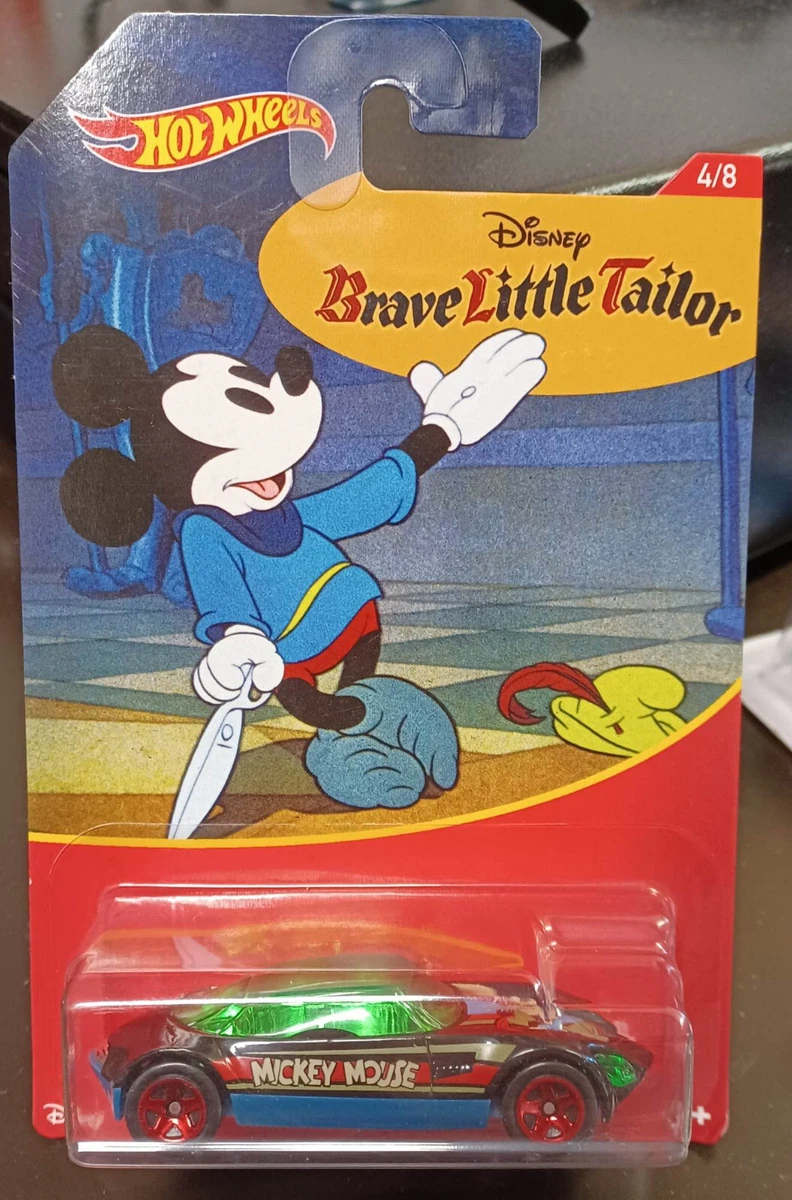 HOT WHEELS
4/8
DISNEY
Brave Little Tailor
MICKEY MOUSE
D
+